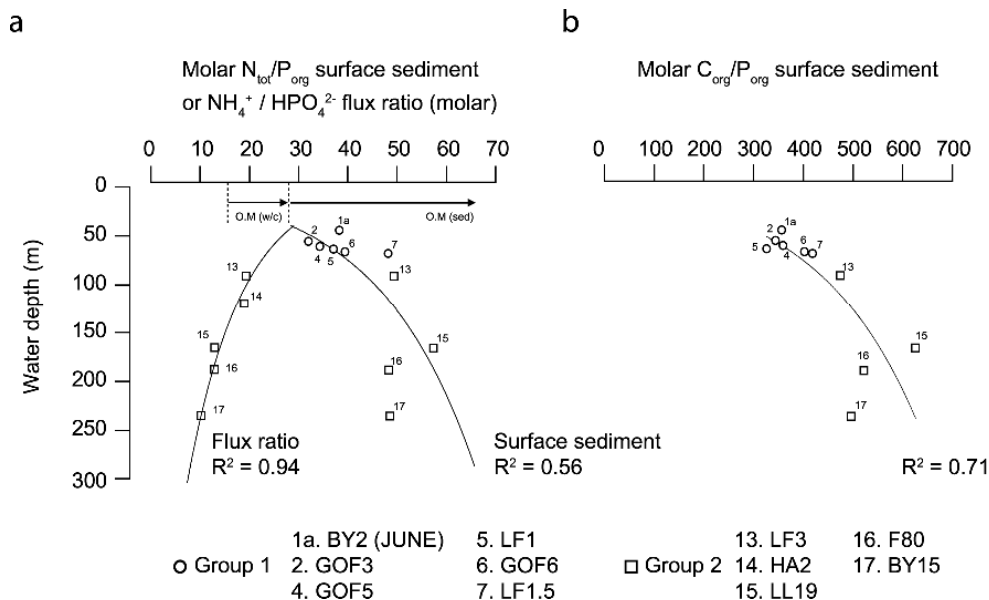 a
Molar Ntot/Porg surface sediment
or NH4+ / HPO42- flux ratio (molar)
0 10 20 30 40 50 60 70
0
50
100
150
200
250
300
Water depth (m)
O.M (w/c)
O.M (sed)
1a
2
4
5
6
7
13
13
14
15
15
16
16
17
17
Flux ratio
R2 = 0.94
Surface sediment
R2 = 0.56
b
Molar Corg/Porg surface sediment
0 100 200 300 400 500 600 700
1a
2
5
4
6
7
13
15
16
17
R2 = 0.71
Group 1
1a. BY2 (JUNE)
2. GOF3
4. GOF5
5. LF1
6. GOF6
7. LF1.5
Group 2
13. LF3
14. HA2
15. LL19
16. F80
17. BY15